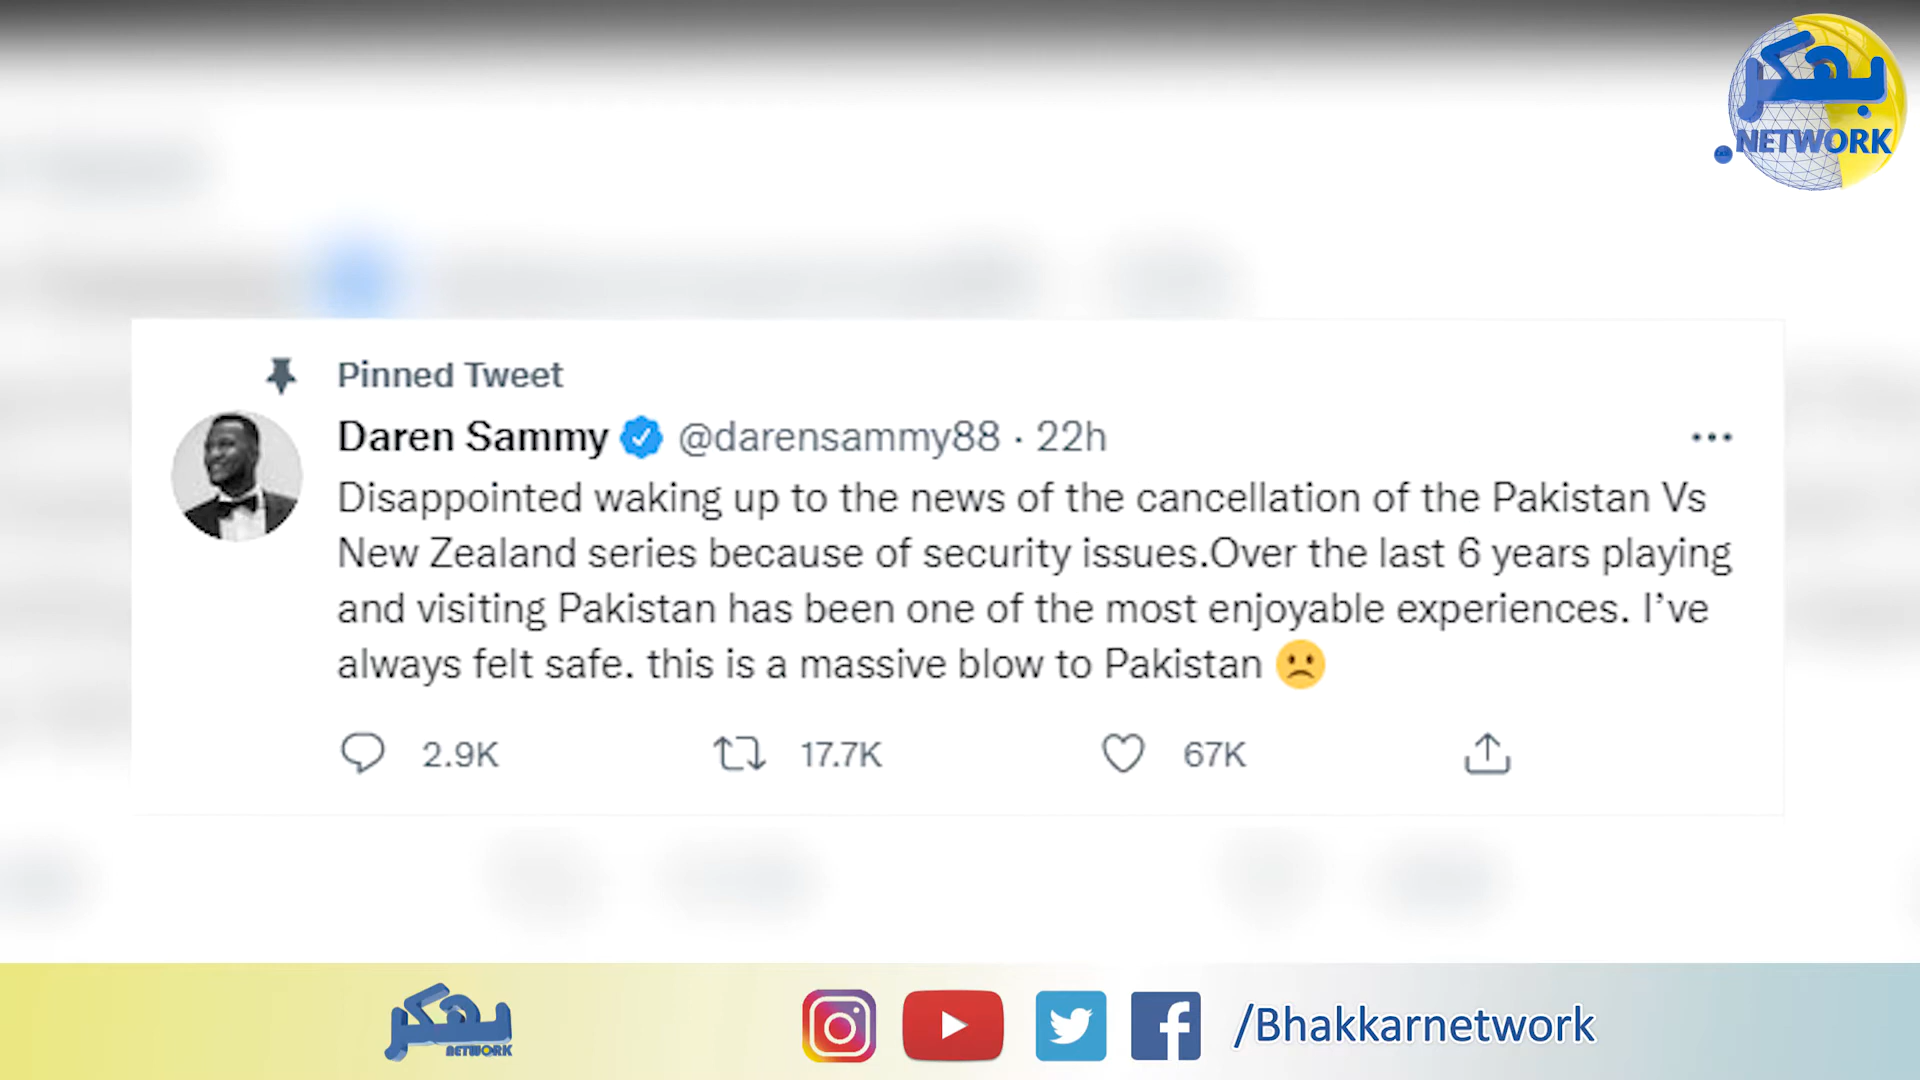 بھکر
NETWORK
Pinned Tweet
Daren Sammy @darensammy88 · 22h
Disappointed waking up to the news of the cancellation of the Pakistan Vs
New Zealand series because of security issues.Over the last 6 years playing
and visiting Pakistan has been one of the most enjoyable experiences. I’ve
always felt safe. this is a massive blow to Pakistan ☹️
2.9K 17.7K 67K
بھکر
NETWORK
/Bhakkarnetwork